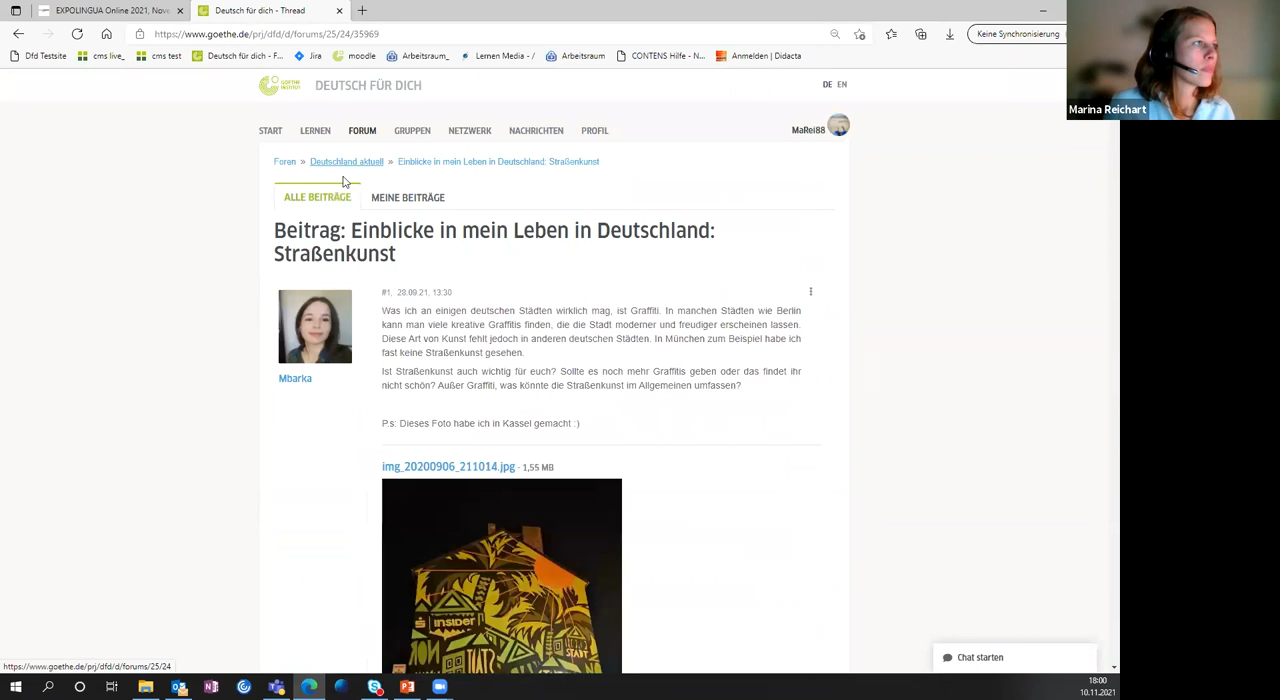 EXPOLINGUA Online 2021, Nove
Deutsch für dich - Thread
https://www.goethe.de/prj/dfd/d/forums/25/24/35969
Keine Synchronisierung
Dfd Testsite
cms live_
cms test
Deutsch für dich - F...
Jira
moodle
Arbeitsraum_
Lernen Media - /
Arbeitsraum
CONTENS Hilfe - N...
Anmelden | Didacta
Marina Reichart
GOETHE
INSTITUT
DEUTSCH FÜR DICH
DE EN
START LERNEN FORUM GRUPPEN NETZWERK NACHRICHTEN PROFIL
MaRei88
Foren » Deutschland aktuell » Einblicke in mein Leben in Deutschland: Straßenkunst
ALLE BEITRÄGE MEINE BEITRÄGE
Beitrag: Einblicke in mein Leben in Deutschland:
Straßenkunst
#1, 28.09.21, 13:30
Was ich an einigen deutschen Städten wirklich mag, ist Graffiti. In manchen Städten wie Berlin
kann man viele kreative Graffitis finden, die die Stadt moderner und freudiger erscheinen lassen.
Diese Art von Kunst fehlt jedoch in anderen deutschen Städten. In München zum Beispiel habe ich
fast keine Straßenkunst gesehen.
Ist Straßenkunst auch wichtig für euch? Sollte es noch mehr Graffitis geben oder das findet ihr
nicht schön? Außer Graffiti, was könnte die Straßenkunst im Allgemeinen umfassen?
Mbarka
P.s: Dieses Foto habe ich in Kassel gemacht :)
img_20200906_211014.jpg - 1,55 MB
INSIDER
Chat starten
https://www.goethe.de/prj/dfd/d/forums/25/24
18:00
10.11.2021